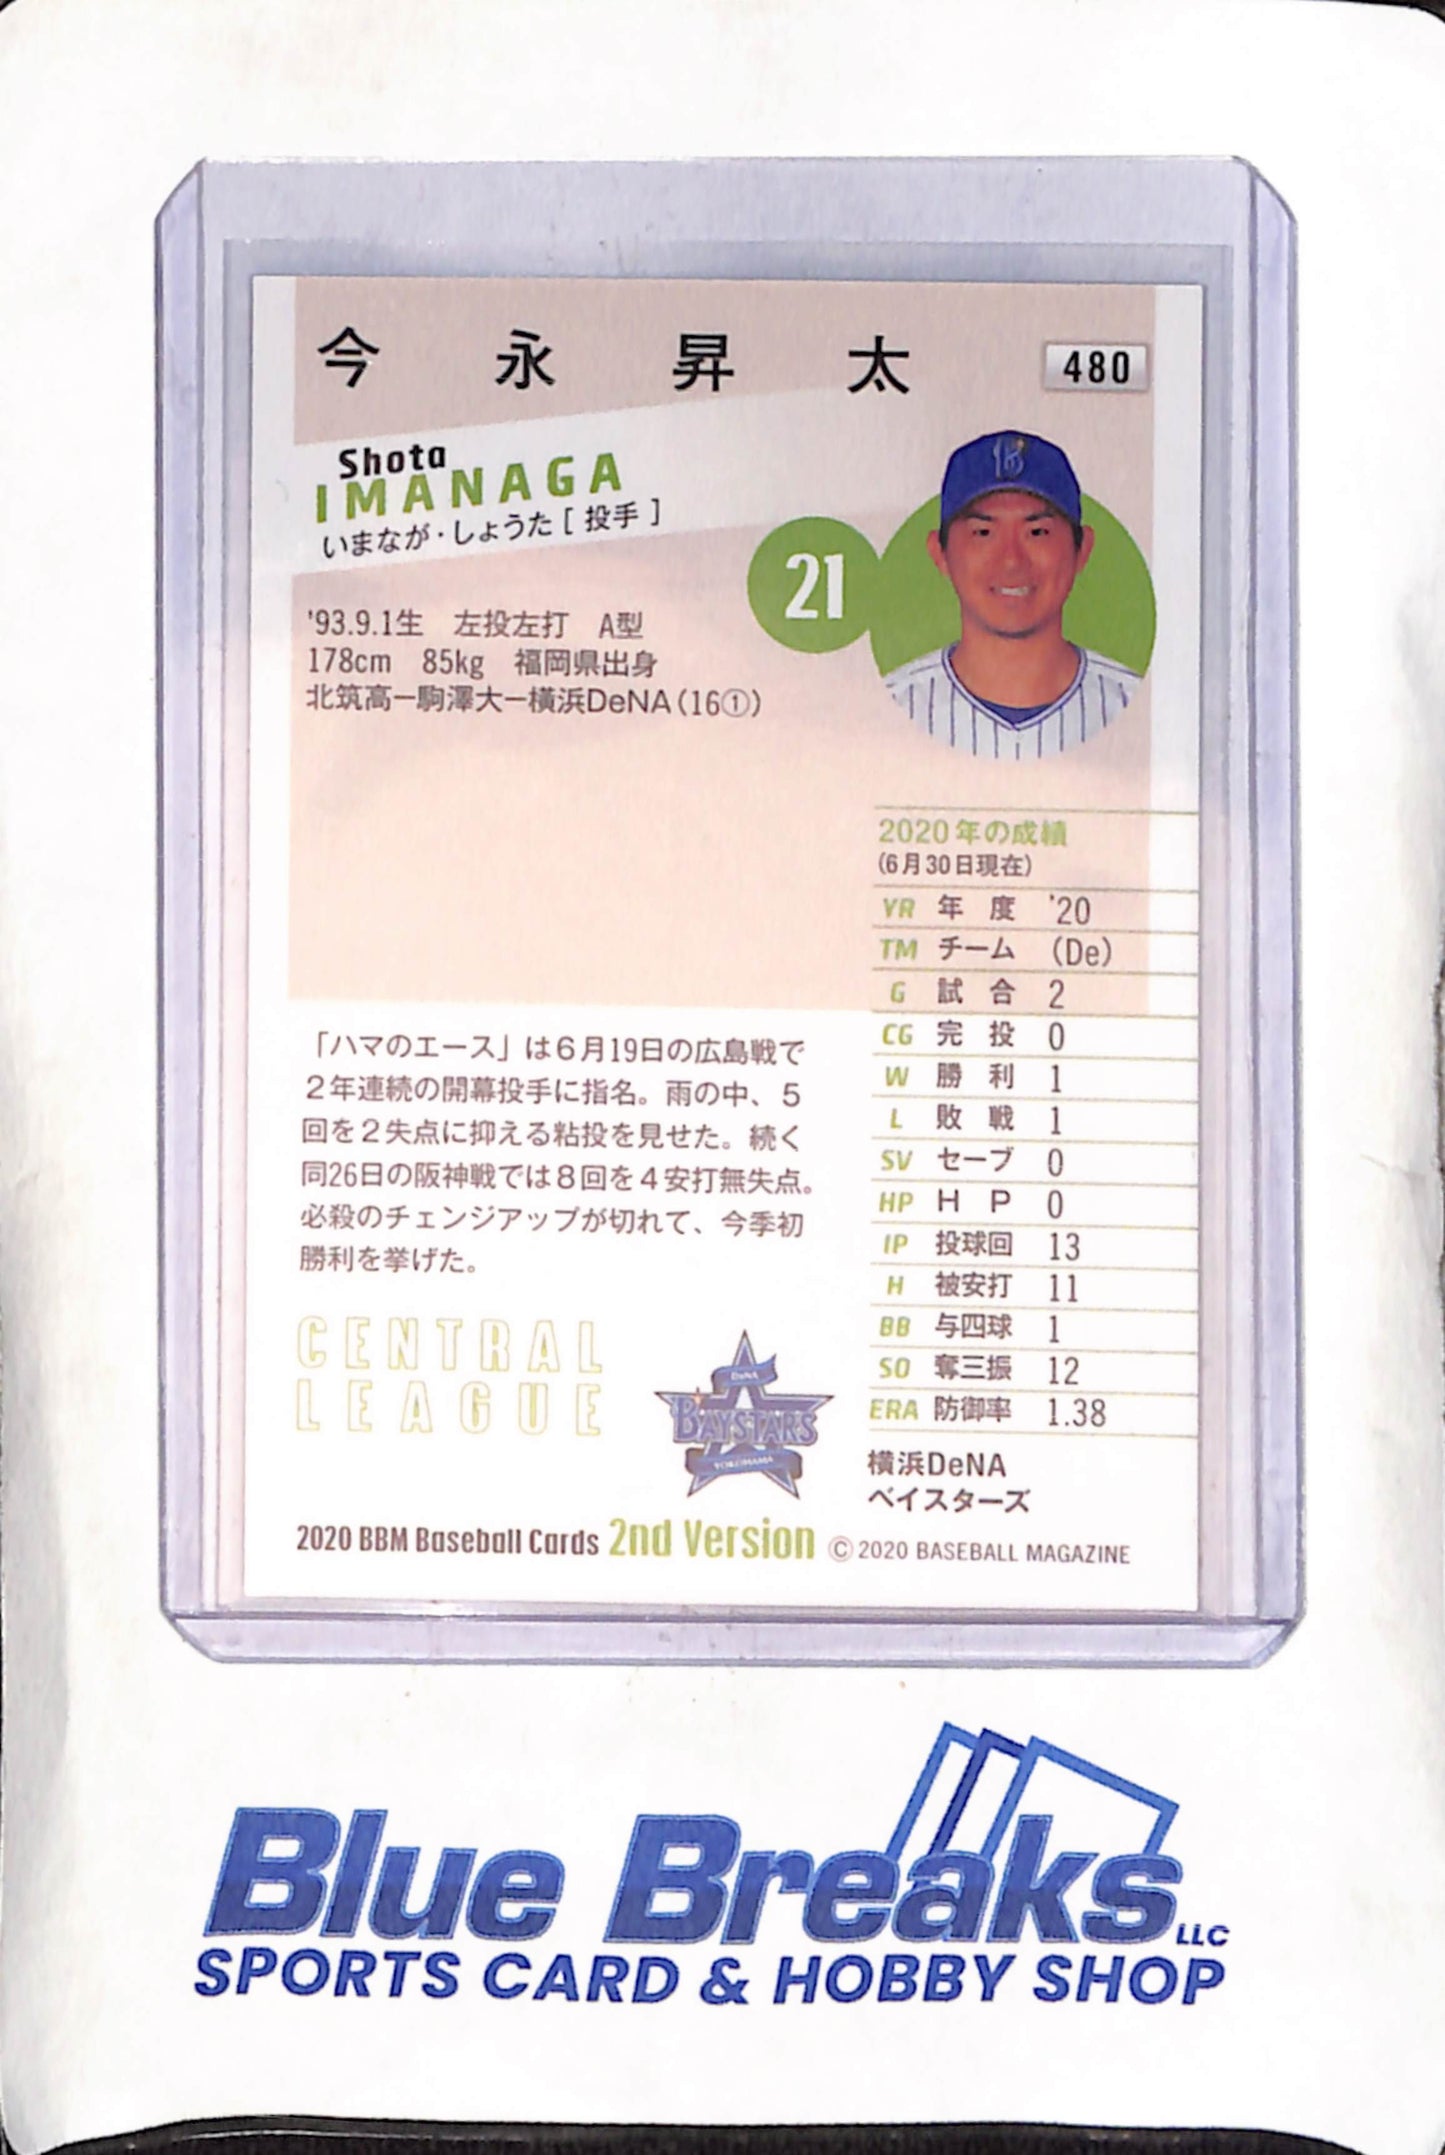 今永昇太
480
Shota
IMANAGA
いまなが・しょうた [ 投手 ]
21
'93.9.1生 左投左打 A型
178cm 85kg 福岡県出身
北筑高ー駒澤大ー横浜DeNA(16①)
2020年の成績
(6月30日現在)
YR 年度 '20
TM チーム (De)
G 試合 2
CG 完投 0
W 勝利 1
L 敗戦 1
SV セーブ 0
HP HP 0
IP 投球回 13
H 被安打 11
BB 与四球 1
SO 奪三振 12
ERA 防御率 1.38
横浜DeNA
ベイスターズ
「ハマのエース」は6月19日の広島戦で
2年連続の開幕投手に指名。雨の中、5
回を2失点に抑える粘投を見せた。続く
同26日の阪神戦では8回を4安打無失点。
必殺のチェンジアップが切れて、今季初
勝利を挙げた。
CENTRAL
LEAGUE
DeNA
BAYSTARS
YOKOHAMA
2020 BBM Baseball Cards 2nd Version © 2020 BASEBALL MAGAZINE
Blue Breaks LLC
SPORTS CARD & HOBBY SHOP